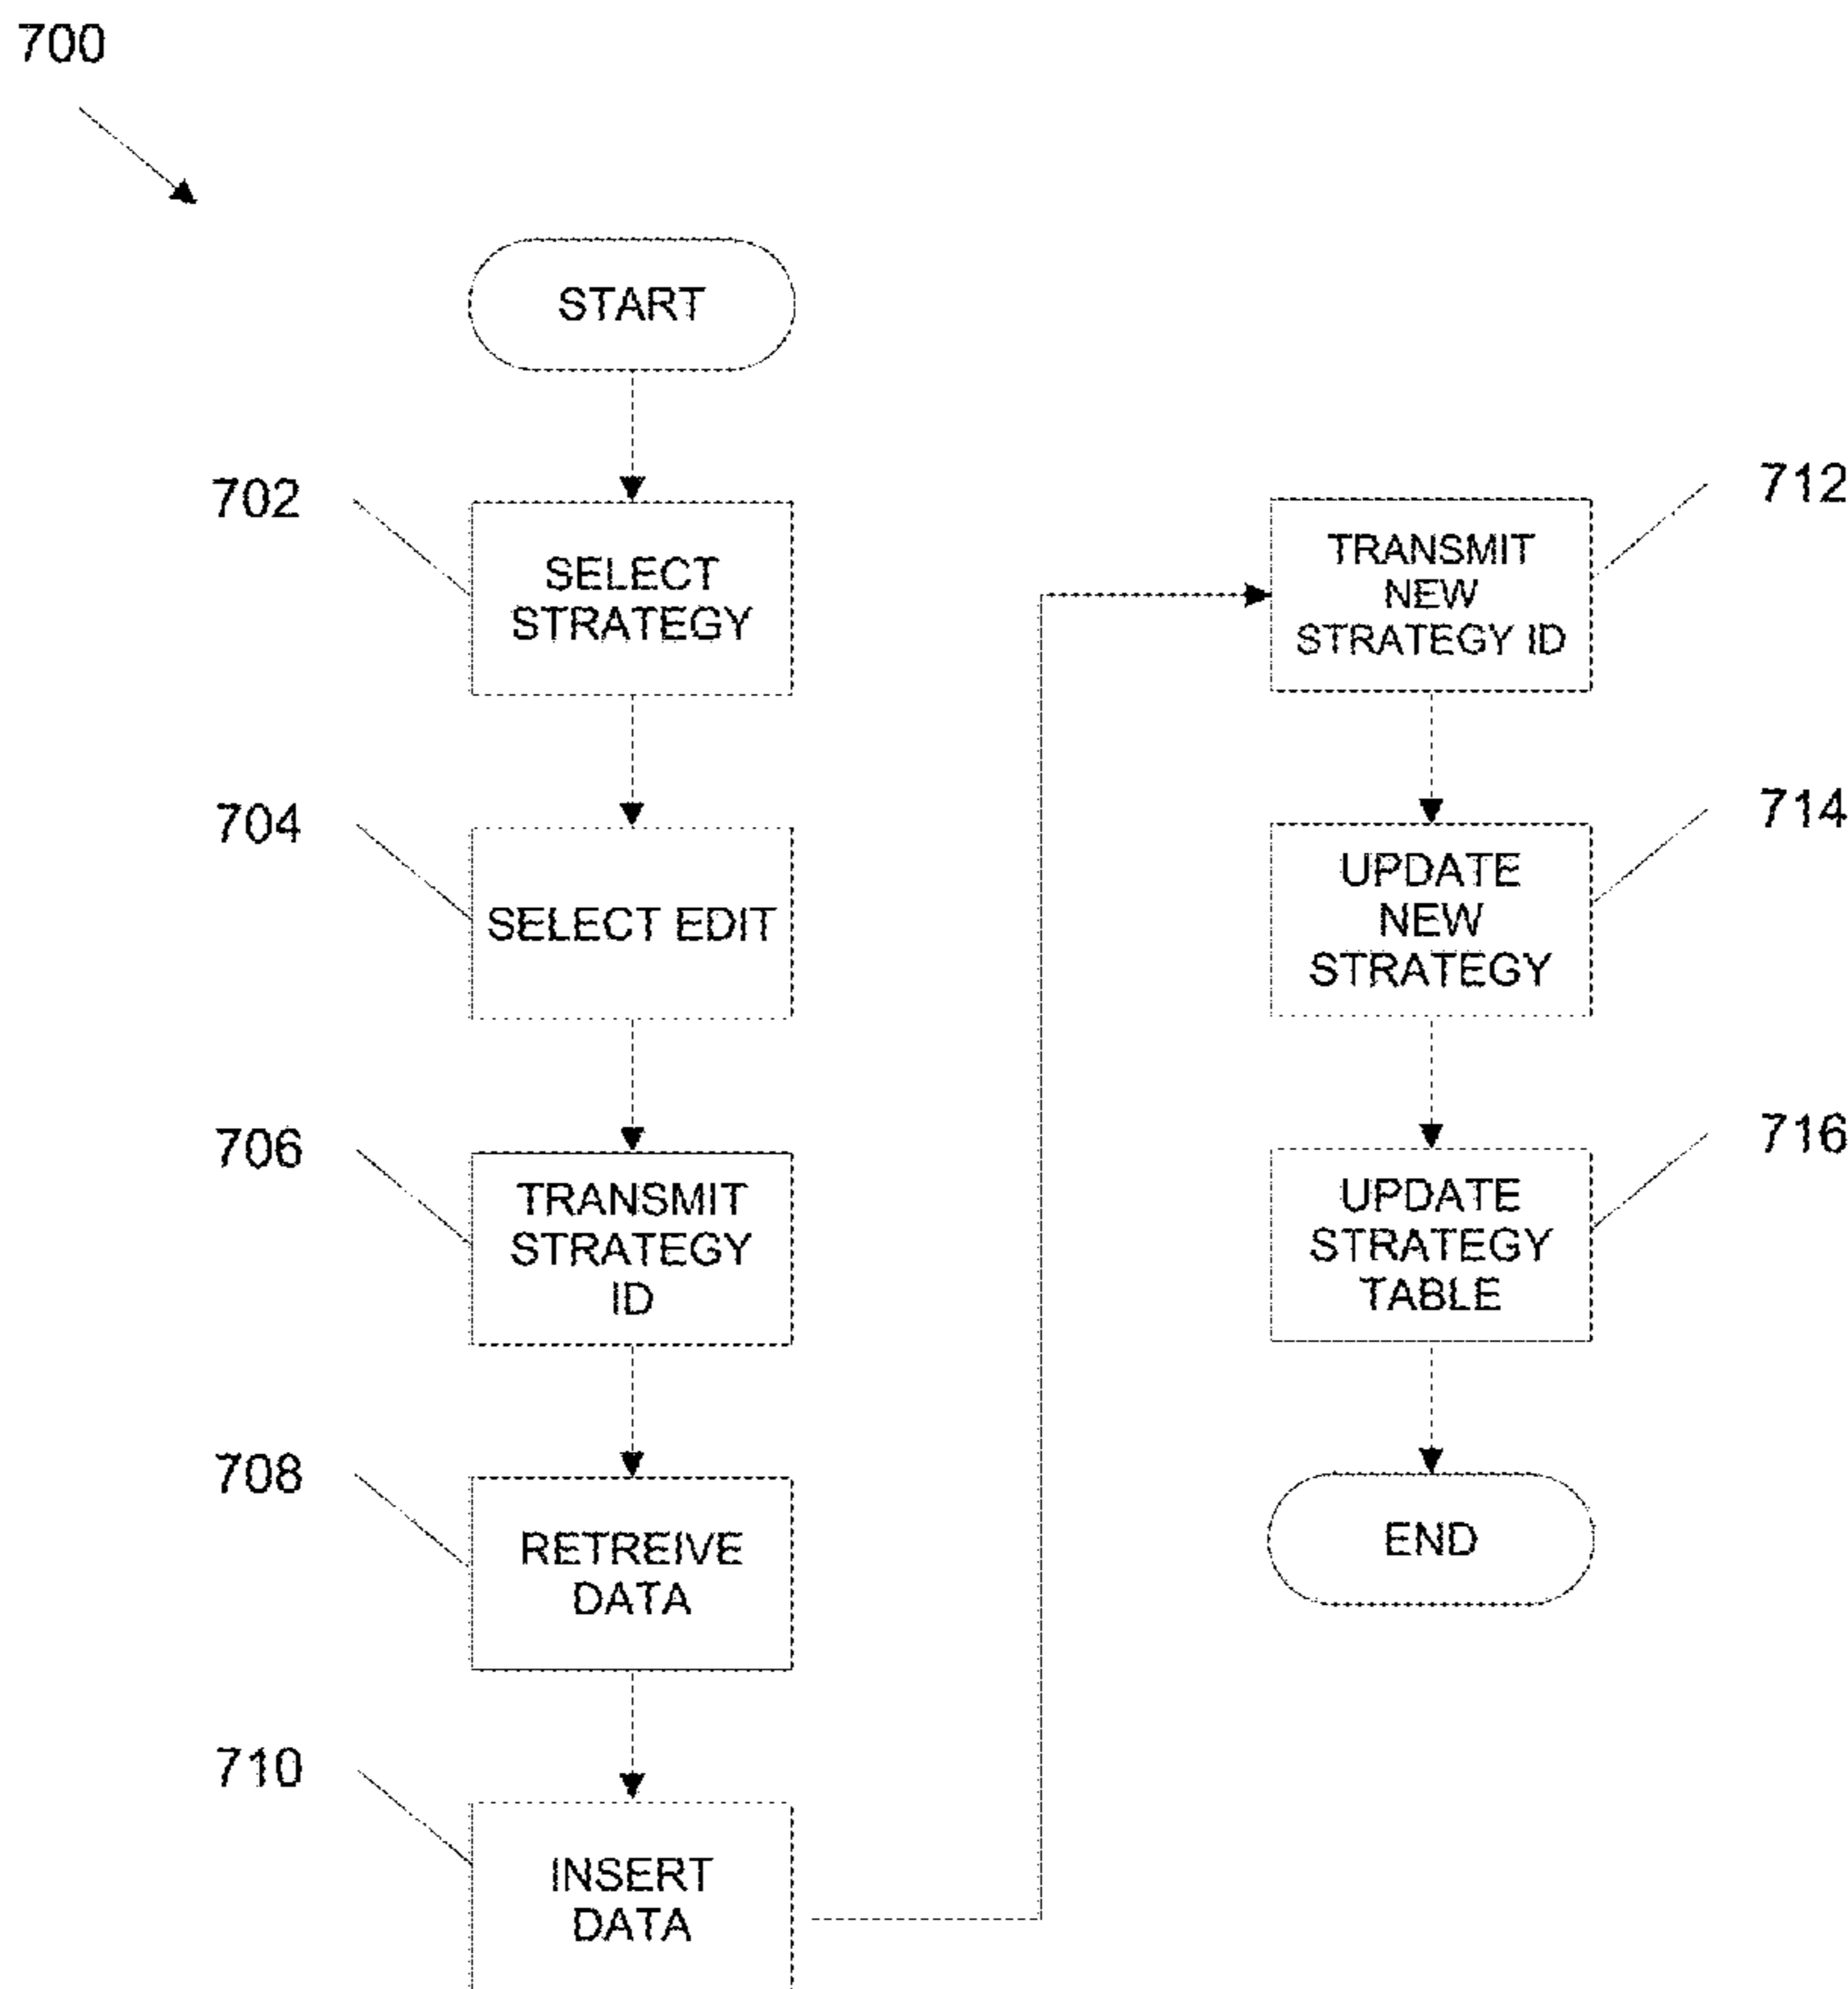 700
START
702
SELECT
STRATEGY
704
SELECT EDIT
706
TRANSMIT
STRATEGY
ID
708
RETREIVE
DATA
710
INSERT
DATA
712
TRANSMIT
NEW
STRATEGY ID
714
UPDATE
NEW
STRATEGY
716
UPDATE
STRATEGY
TABLE
END